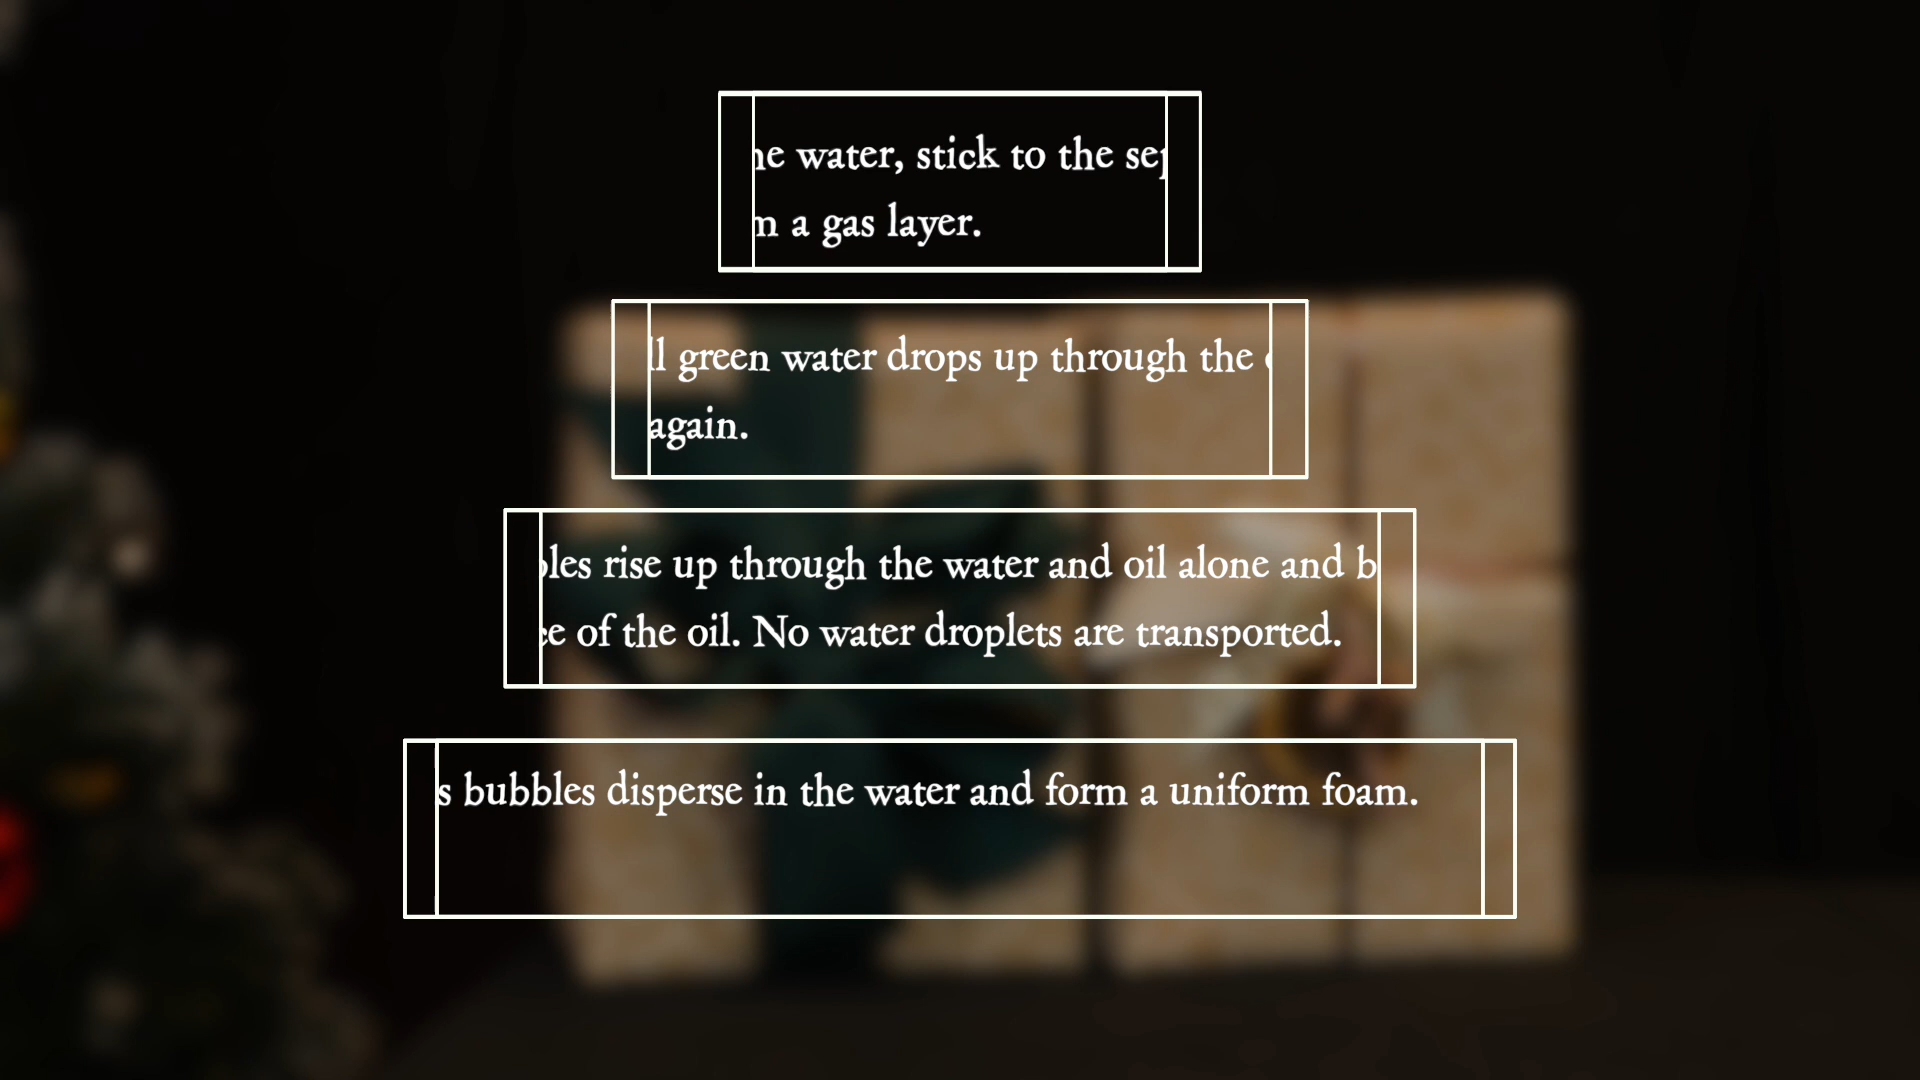 water, stick to the
a gas layer.
green water drops up through the
again.
rise up through the water and oil alone and
of the oil. No water droplets are transported.
bubbles disperse in the water and form a uniform foam.